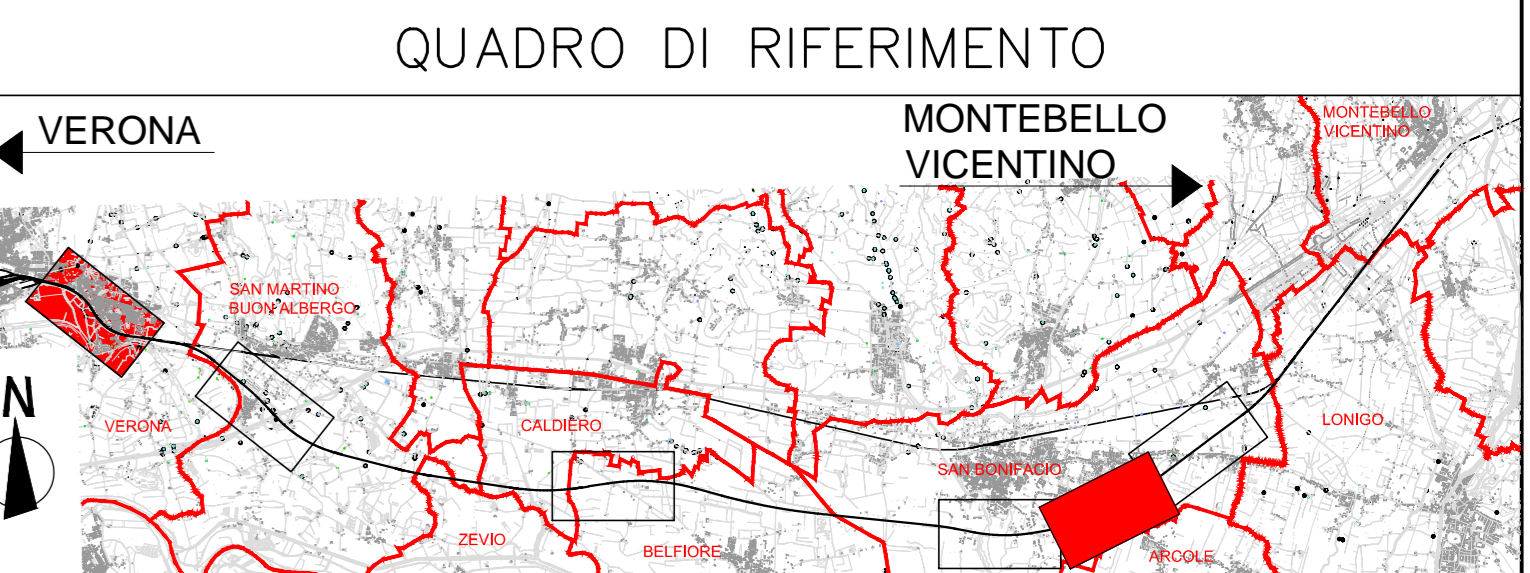 QUADRO DI RIFERIMENTO
VERONA
MONTEBELLO
VICENTINO
MONTEBELLO
VICENTINO
SAN MARTINO
BUON ALBERGO
N
VERONA
CALDIERO
LONIGO
SAN BONIFACIO
ZEVIO
BELFIORE
ARCOLE